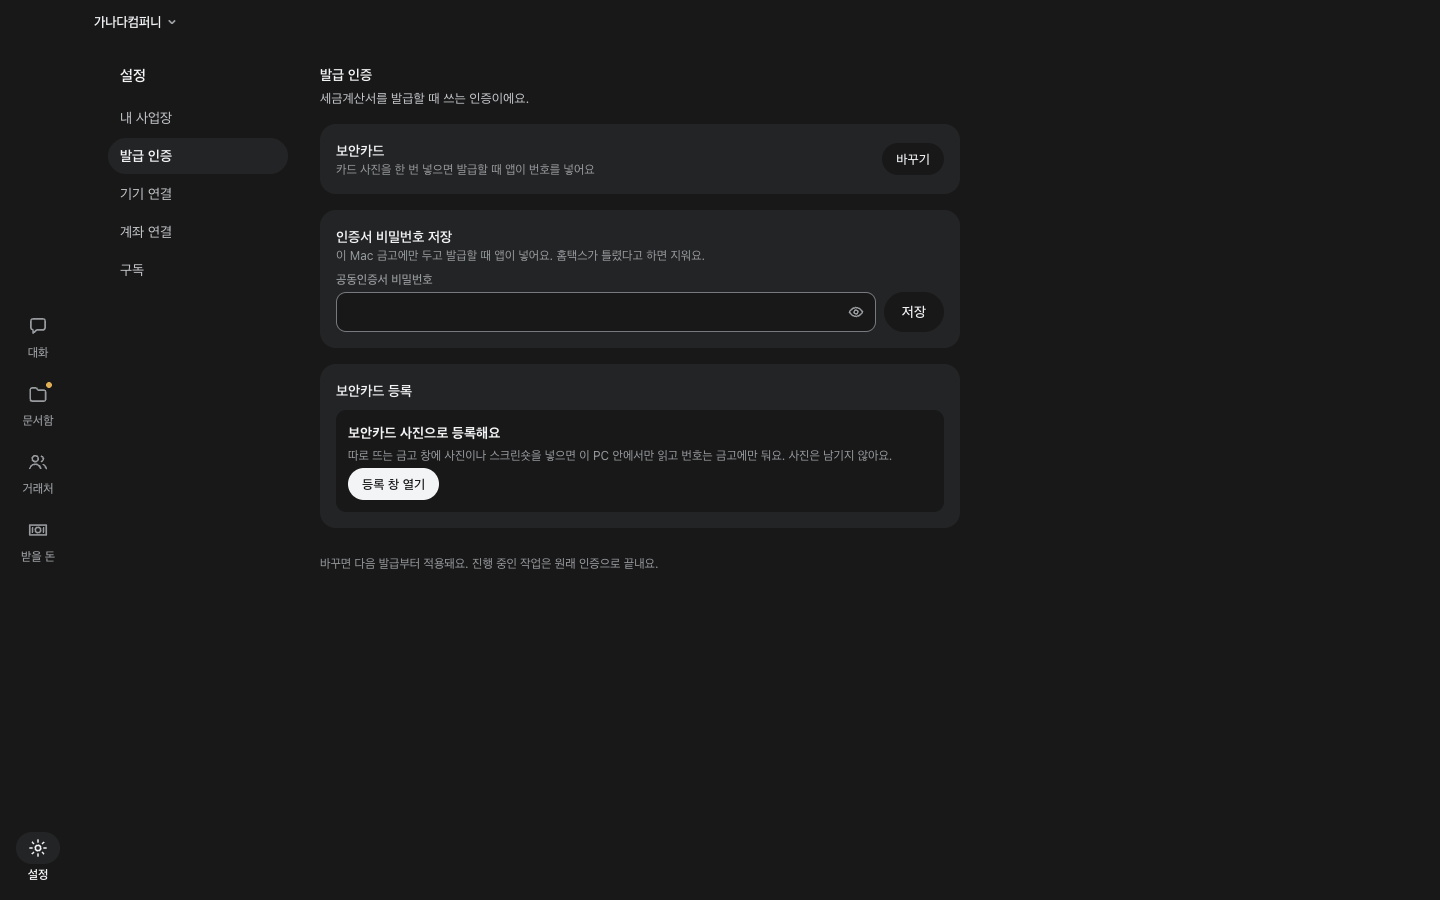 가나다컴퍼니
설정
내 사업장
발급 인증
기기 연결
계좌 연결
구독
대화
문서함
거래처
받을 돈
설정
발급 인증
세금계산서를 발급할 때 쓰는 인증이에요.
보안카드
카드 사진을 한 번 넣으면 발급할 때 앱이 번호를 넣어요
바꾸기
인증서 비밀번호 저장
이 Mac 금고에만 두고 발급할 때 앱이 넣어요. 홈택스가 틀렸다고 하면 지워요.
공동인증서 비밀번호
저장
보안카드 등록
보안카드 사진으로 등록해요
따로 뜨는 금고 창에 사진이나 스크린숏을 넣으면 이 PC 안에서만 읽고 번호는 금고에만 둬요. 사진은 남기지 않아요.
등록 창 열기
바꾸면 다음 발급부터 적용돼요. 진행 중인 작업은 원래 인증으로 끝내요.